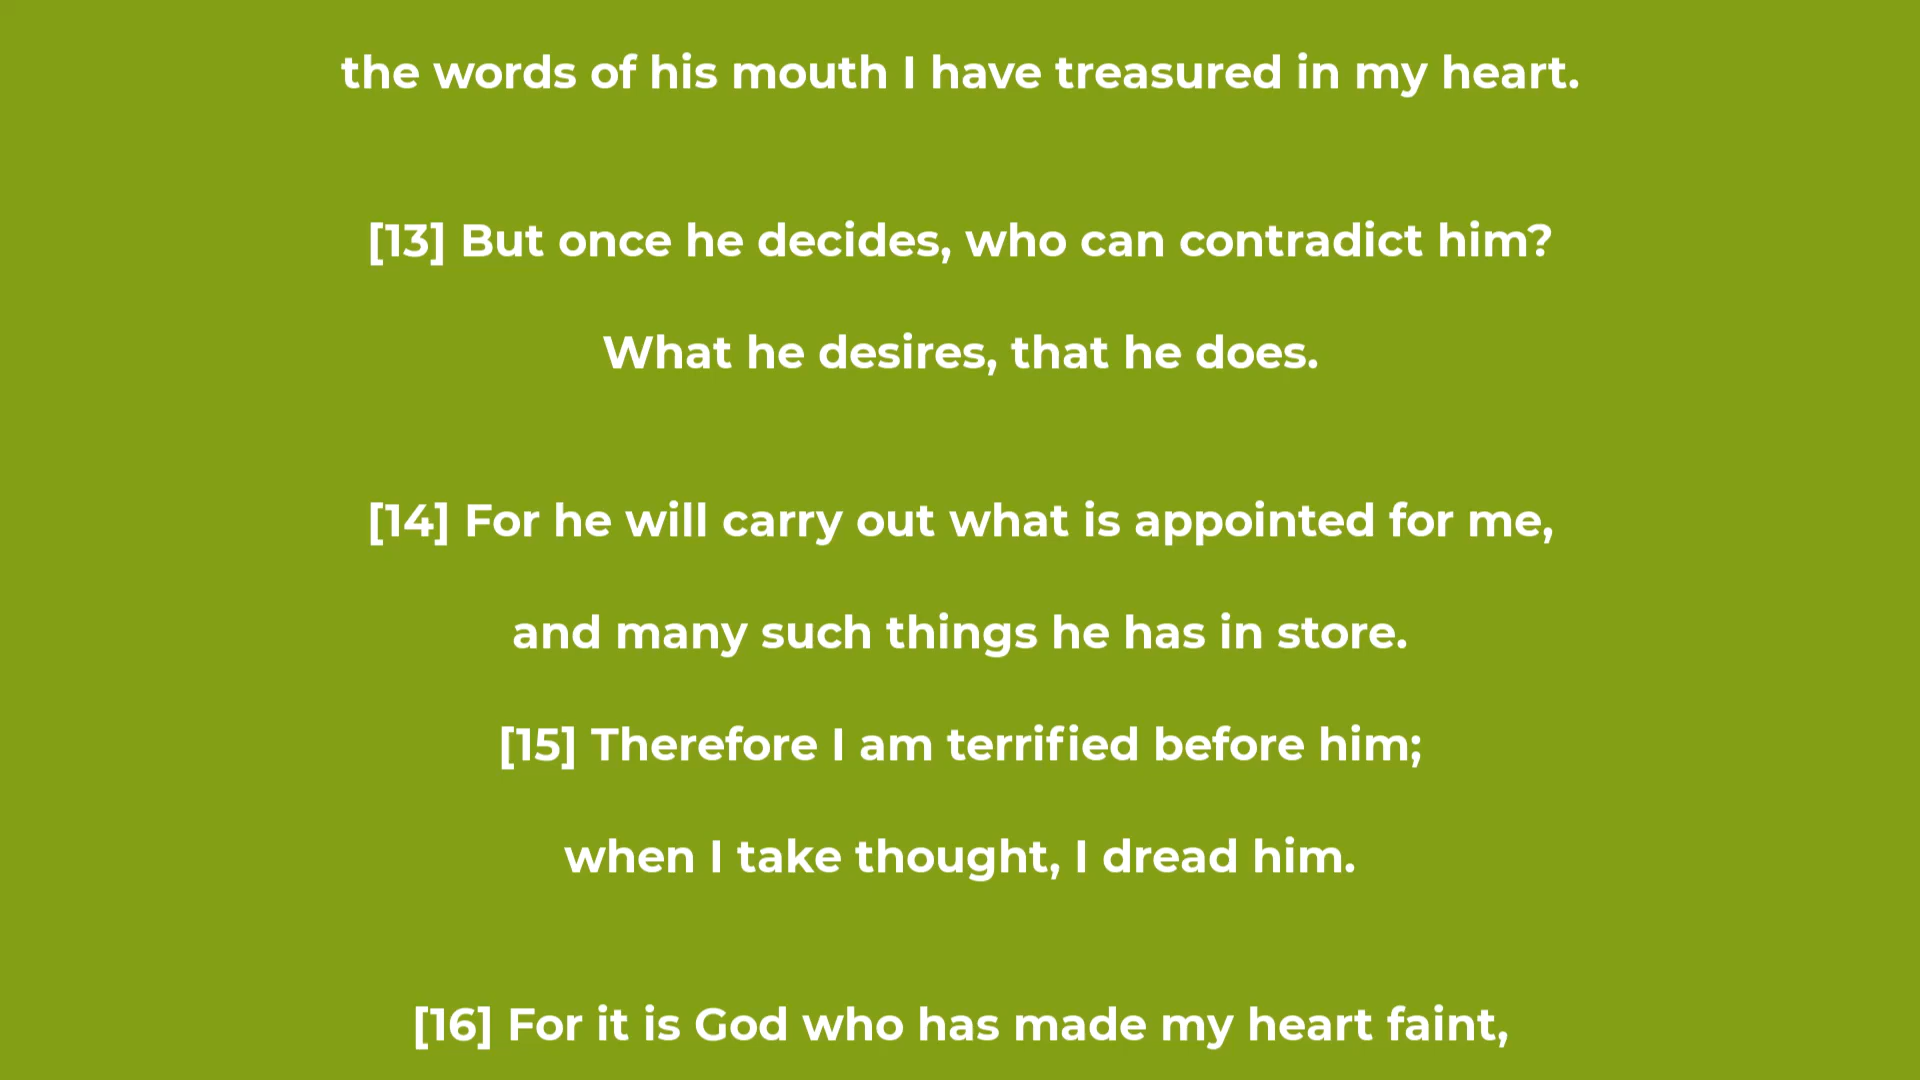 the words of his mouth I have treasured in my heart.
[13] But once he decides, who can contradict him?
What he desires, that he does.
[14] For he will carry out what is appointed for me,
and many such things he has in store.
[15] Therefore I am terrified before him;
when I take thought, I dread him.
[16] For it is God who has made my heart faint,